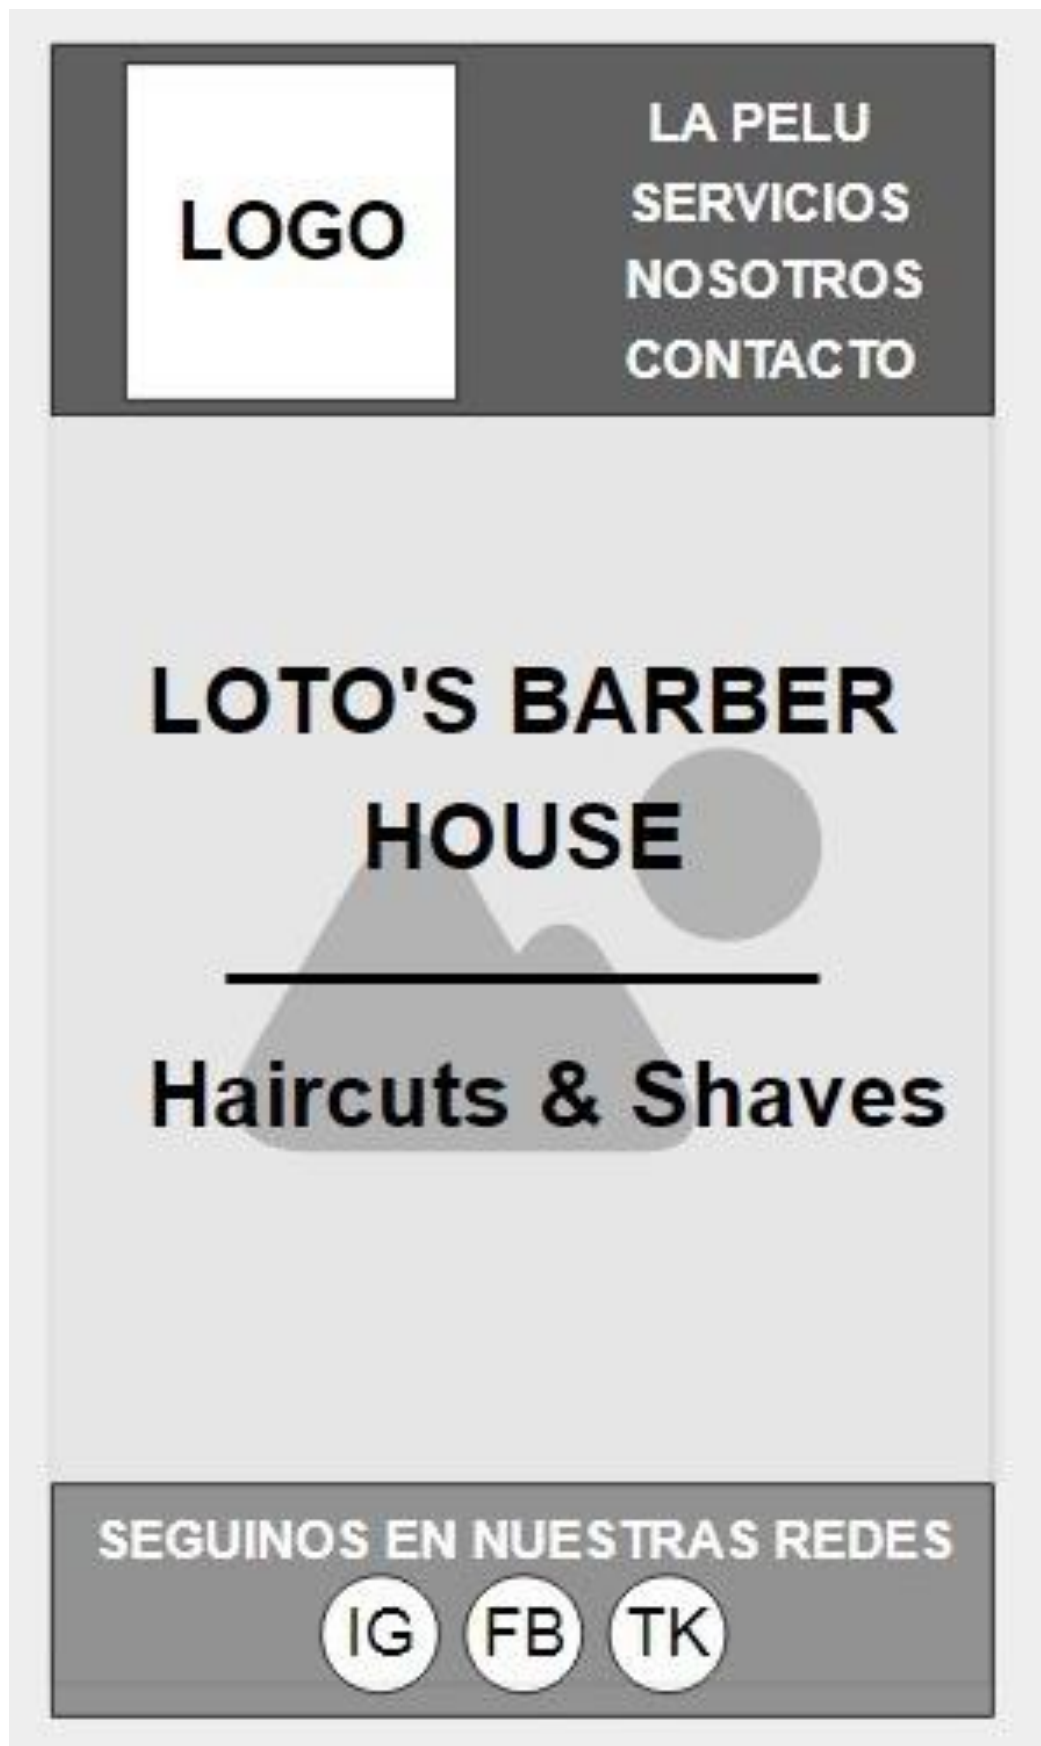 LOGO
LA PELU
SERVICIOS
NOSOTROS
CONTACTO
LOTO'S BARBER
HOUSE
Haircuts & Shaves
SEGUINOS EN NUESTRAS REDES
IG FB TK